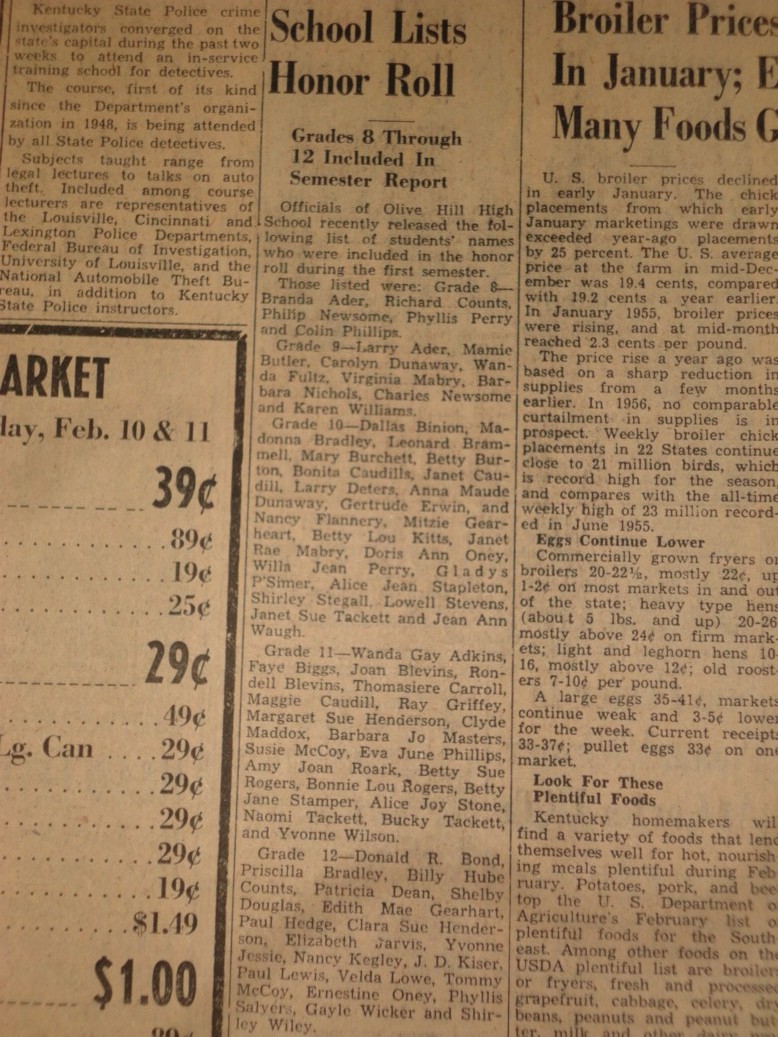 Kentucky State Police crime
investigators converged on the
state's capital during the past two
weeks to attend an in-service
training school for detectives.
The course, first of its kind
since the Department's organi-
zation in 1948, is being attended
by all State Police detectives.
Subjects taught range from
legal lectures to talks on auto
theft. Included among course
lecturers are representatives of
the Louisville, Cincinnati and
Lexington Police Departments,
Federal Bureau of Investigation,
University of Louisville, and the
National Automobile Theft Bu-
reau, in addition to Kentucky
State Police instructors.
ARKET
day, Feb. 10 & 11
39¢
89¢
19¢
25¢
29¢
49¢
Lg. Can 29¢
29¢
29¢
29¢
19¢
$1.49
$1.00
School Lists
Honor Roll
Grades 8 Through
12 Included In
Semester Report
Officials of Olive Hill High
School recently released the fol-
lowing list of students' names
who were included in the honor
roll during the first semester.
Those listed were: Grade 8—
Branda Ader, Richard Counts,
Philip Newsome, Phyllis Perry
and Colin Phillips.
Grade 9—Larry Ader, Mamie
Butler, Carolyn Dunaway, Wan-
da Fultz, Virginia Mabry, Bar-
bara Nichols, Charles Newsome
and Karen Williams.
Grade 10—Dallas Binion, Ma-
donna Bradley, Leonard Bram-
mell, Mary Burchett, Betty Bur-
ton, Bonita Caudills, Janet Cau-
dill, Larry Deters, Anna Maude
Dunaway, Gertrude Erwin, and
Nancy Flannery, Mitzie Gear-
heart, Betty Lou Kitts, Janet
Rae Mabry, Doris Ann Oney,
Willa Jean Perry, Gladys
P'Simer, Alice Jean Stapleton,
Shirley Stegall, Lowell Stevens,
Janet Sue Tackett and Jean Ann
Waugh.
Grade 11—Wanda Gay Adkins,
Faye Biggs, Joan Blevins, Ron-
dell Blevins, Thomasiere Carroll,
Maggie Caudill, Ray Griffey,
Margaret Sue Henderson, Clyde
Maddox, Barbara Jo Masters,
Susie McCoy, Eva June Phillips,
Amy Joan Roark, Betty Sue
Rogers, Bonnie Lou Rogers, Betty
Jane Stamper, Alice Joy Stone,
Naomi Tackett, Bucky Tackett,
and Yvonne Wilson.
Grade 12—Donald R. Bond,
Priscilla Bradley, Billy Hube
Counts, Patricia Dean, Shelby
Douglas, Edith Mae Gearhart,
Paul Hedge, Clara Sue Hender-
son, Elizabeth Jarvis, Yvonne
Jessie, Nancy Kegley, J. D. Kiser,
Paul Lewis, Velda Lowe, Tommy
McCoy, Ernestine Oney, Phyllis
Salyers, Gayle Wicker and Shir-
ley Wiley.
Broiler Prices
In January; E
Many Foods G
U. S. broiler prices declined
in early January. The chick
placements from which early
January marketings were drawn
exceeded year-ago placements
by 25 percent. The U. S. average
price at the farm in mid-Dec-
ember was 19.4 cents, compared
with 19.2 cents a year earlier.
In January 1955, broiler prices
were rising, and at mid-month
reached 2.3 cents per pound.
The price rise a year ago was
based on a sharp reduction in
supplies from a few months
earlier. In 1956, no comparable
curtailment in supplies is in
prospect. Weekly broiler chick
placements in 22 States continue
close to 21 million birds, which
is record high for the season,
and compares with the all-time
weekly high of 23 million record-
ed in June 1955.
Eggs Continue Lower
Commercially grown fryers or
broilers 20-22½, mostly 22¢, up
1-2¢ on most markets in and out
of the state; heavy type hens
(about 5 lbs. and up) 20-26
mostly above 24¢ on firm mark-
ets; light and leghorn hens 10-
16, mostly above 12¢; old roost-
ers 7-10¢ per pound.
A large eggs 35-41¢, markets
continue weak and 3-5¢ lower
for the week. Current receipts
33-37¢; pullet eggs 33¢ on one
market.
Look For These
Plentiful Foods
Kentucky homemakers will
find a variety of foods that lend
themselves well for hot, nourish-
ing meals plentiful during Feb-
ruary. Potatoes, pork, and beef
top the U. S. Department o
Agriculture's February list o
plentiful foods for the South-
east. Among other foods on the
USDA plentiful list are broilers
or fryers, fresh and processed
grapefruit, cabbage, celery, dry
beans, peanuts and peanut but-
ter, milk and other dairy